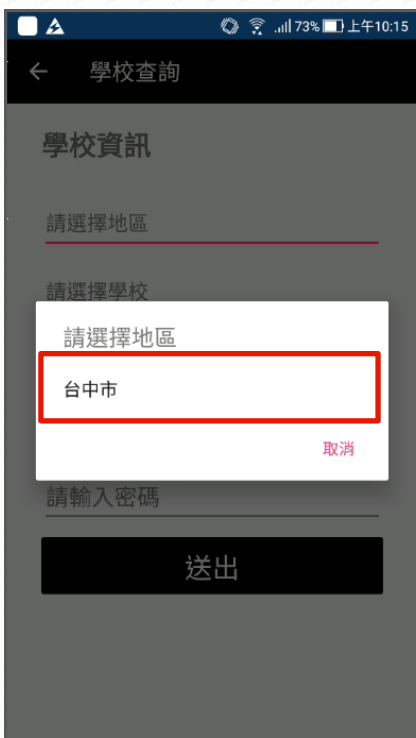 73% 上午10:15
學校查詢
學校資訊
請選擇地區
請選擇學校
請選擇地區
台中市
取消
請輸入密碼
送出